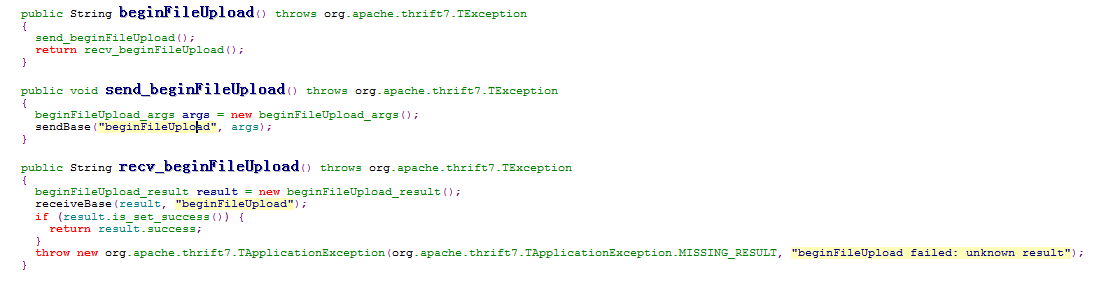 public String beginFileUpload() throws org.apache.thrift7.TException
{
send_beginFileUpload();
return recv_beginFileUpload();
}
public void send_beginFileUpload() throws org.apache.thrift7.TException
{
beginFileUpload_args args = new beginFileUpload_args();
sendBase("beginFileUpload", args);
}
public String recv_beginFileUpload() throws org.apache.thrift7.TException
{
beginFileUpload_result result = new beginFileUpload_result();
receiveBase(result, "beginFileUpload");
if (result.is_set_success()) {
return result.success;
}
throw new org.apache.thrift7.TApplicationException(org.apache.thrift7.TApplicationException.MISSING_RESULT, "beginFileUpload failed: unknown result");
}